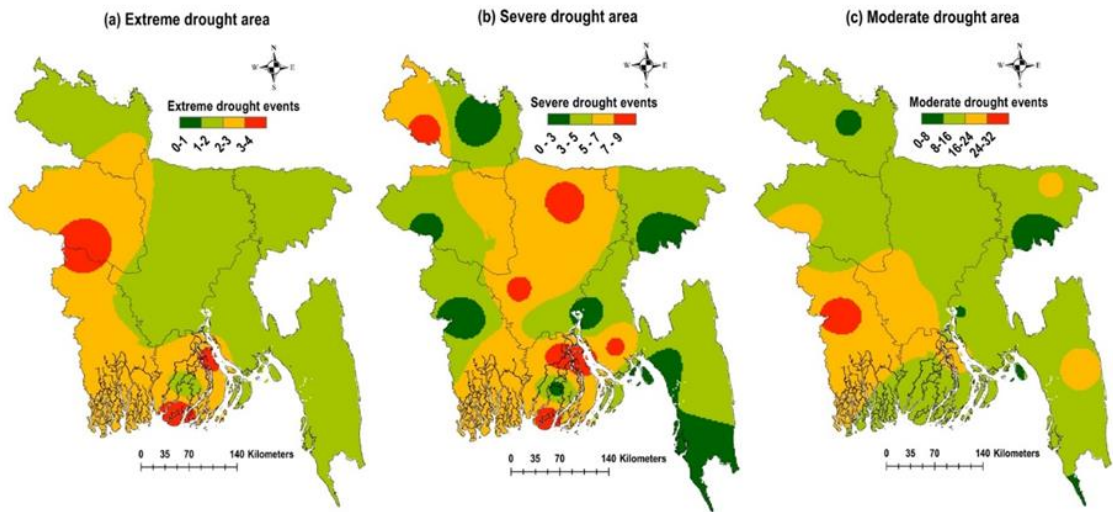 (a) Extreme drought area
N
W E
S
Extreme drought events
0-1 1-2 2-3 3-4
0 35 70 140 Kilometers
(b) Severe drought area
N
W E
S
Severe drought events
0 - 3 3 - 5 5 - 7 7 - 9
0 35 70 140 Kilometers
(c) Moderate drought area
N
W E
S
Moderate drought events
0-8 8-16 16-24 24-32
0 35 70 140 Kilometers